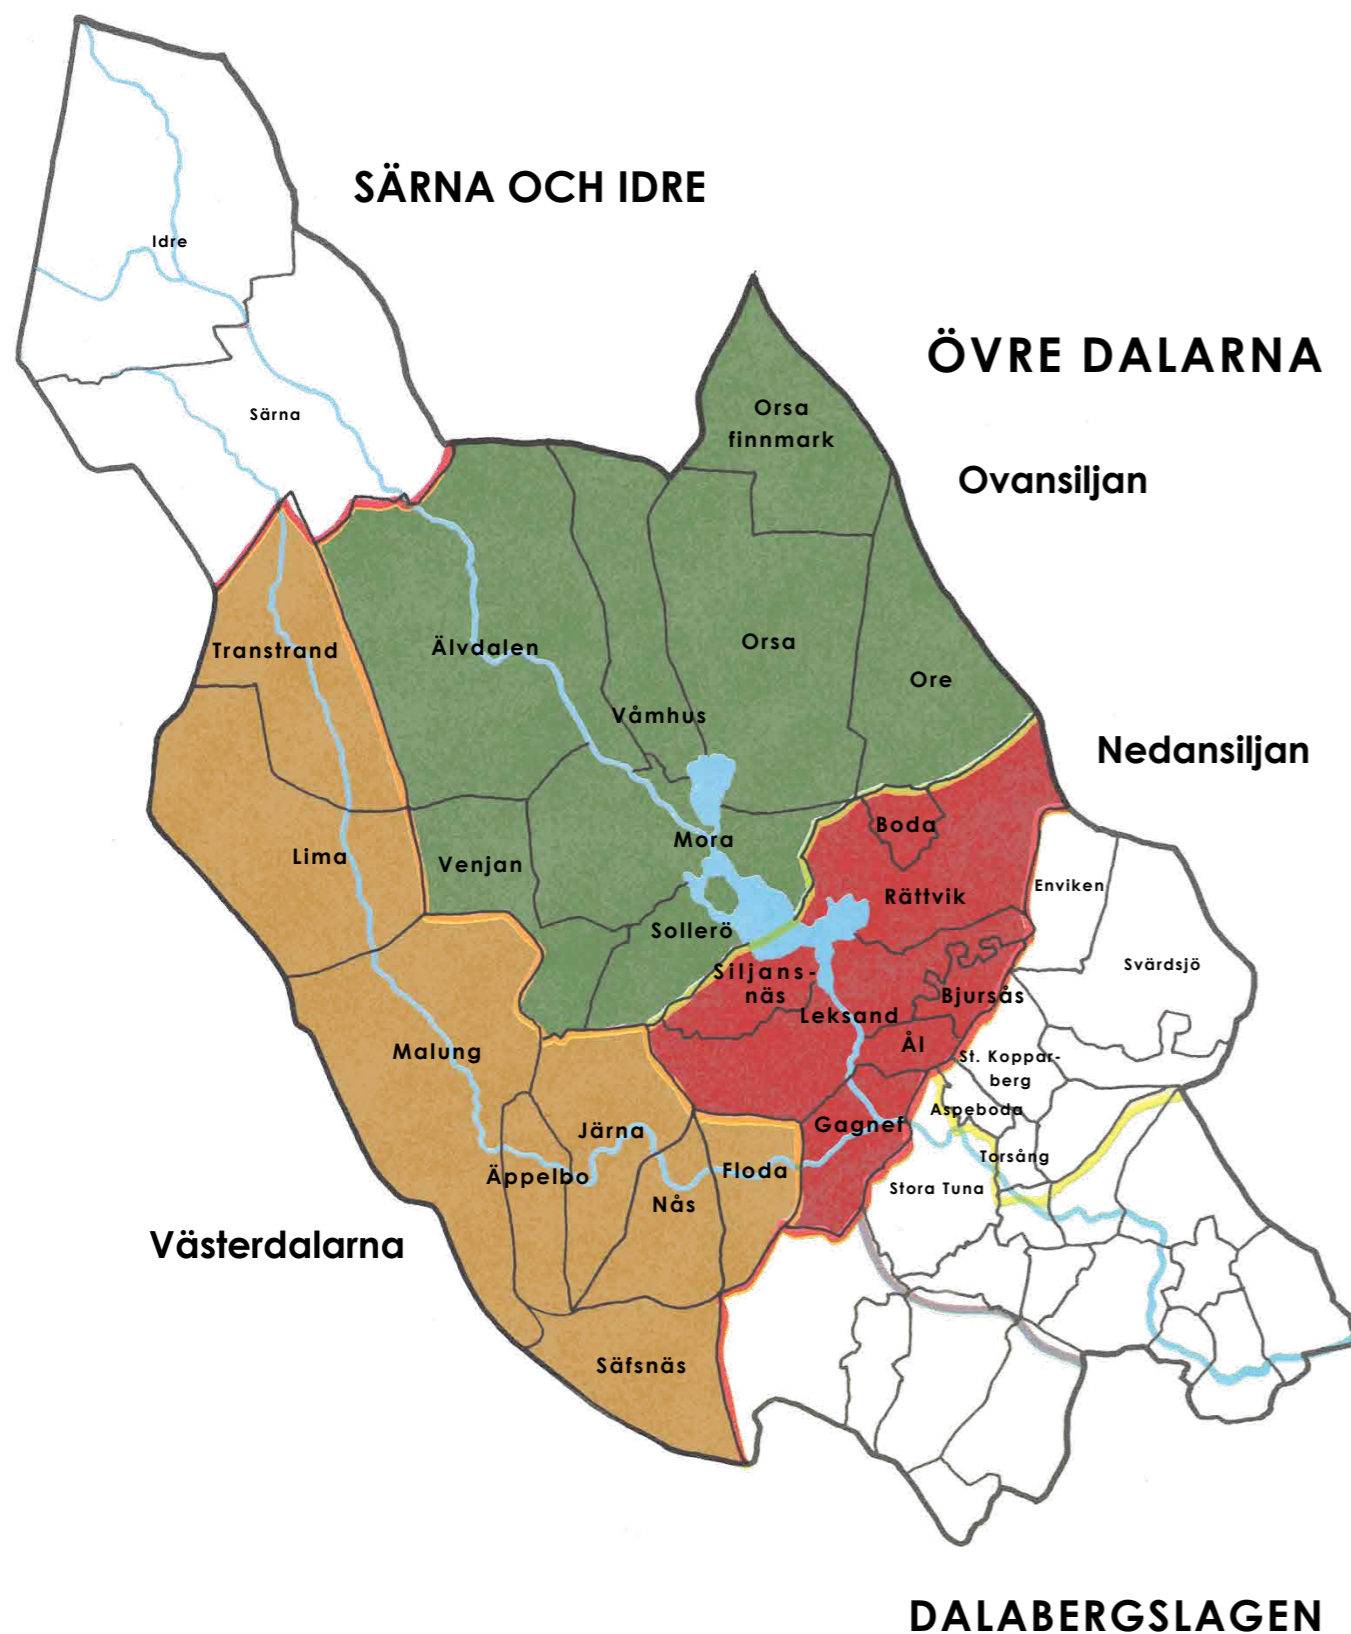 SÄRNA OCH IDRE
Idre
ÖVRE DALARNA
Särna
Orsa
finnmark
Ovansiljan
Transtrand
Älvdalen
Orsa
Ore
Våmhus
Nedansiljan
Boda
Mora
Lima
Venjan
Enviken
Rättvik
Sollerö
Svärdsjö
Siljans-
näs
Bjursås
Leksand
Ål
Malung
St. Koppar-
berg
Aspeboda
Gagnef
Järna
Torsång
Floda
Äppelbo
Stora Tuna
Nås
Västerdalarna
Säfsnäs
DALABERGSLAGEN